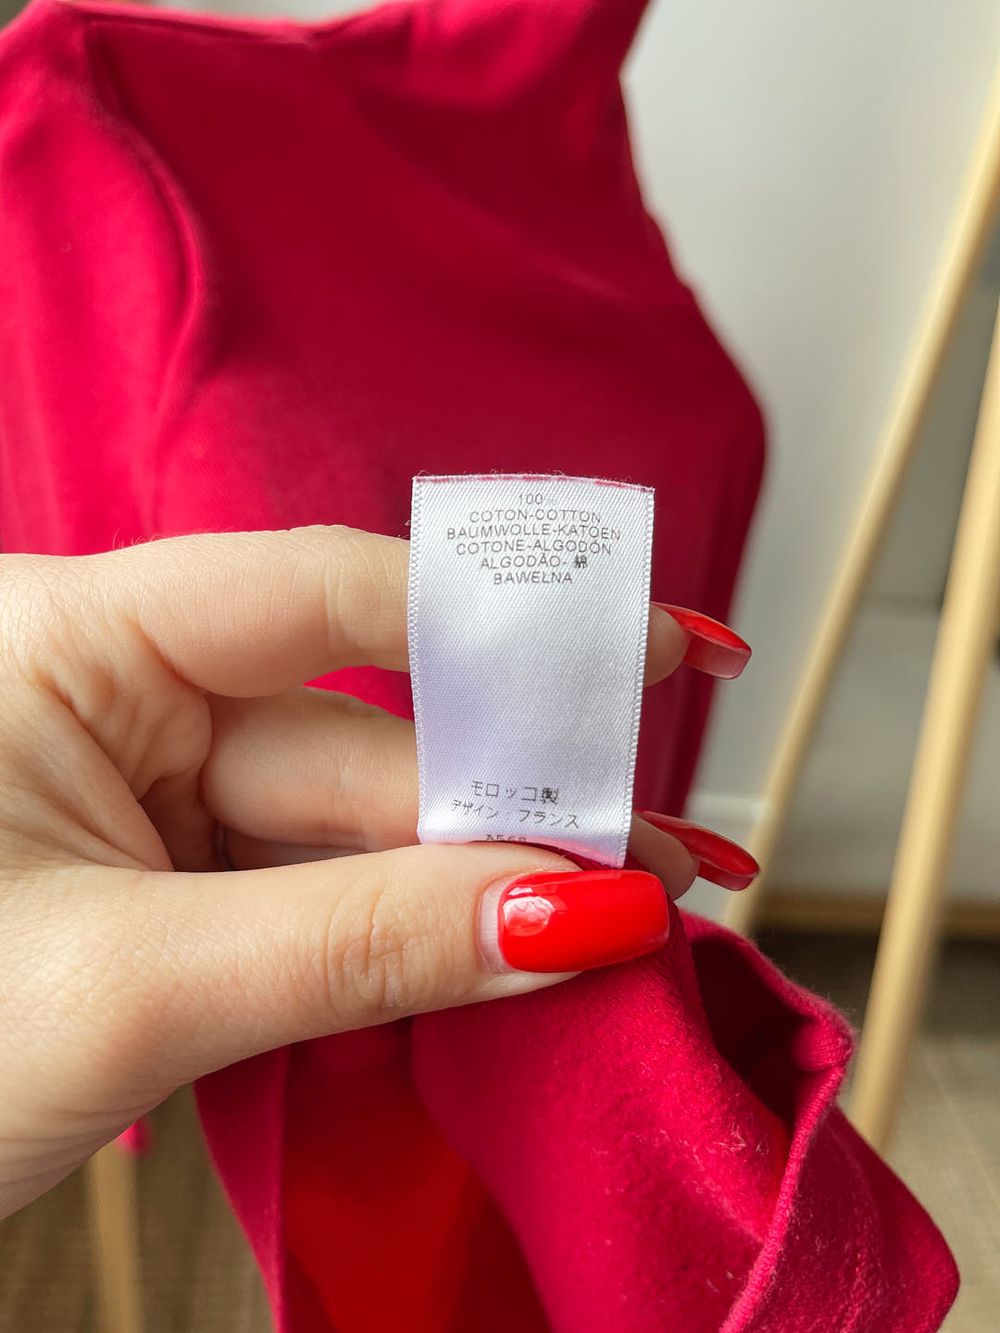 100%
COTON-COTTON
BAUMWOLLE-KATOEN
COTONE-ALGODÓN
ALGODÃO- 綿
BAWEŁNA
モロッコ製
デザイン：フランス